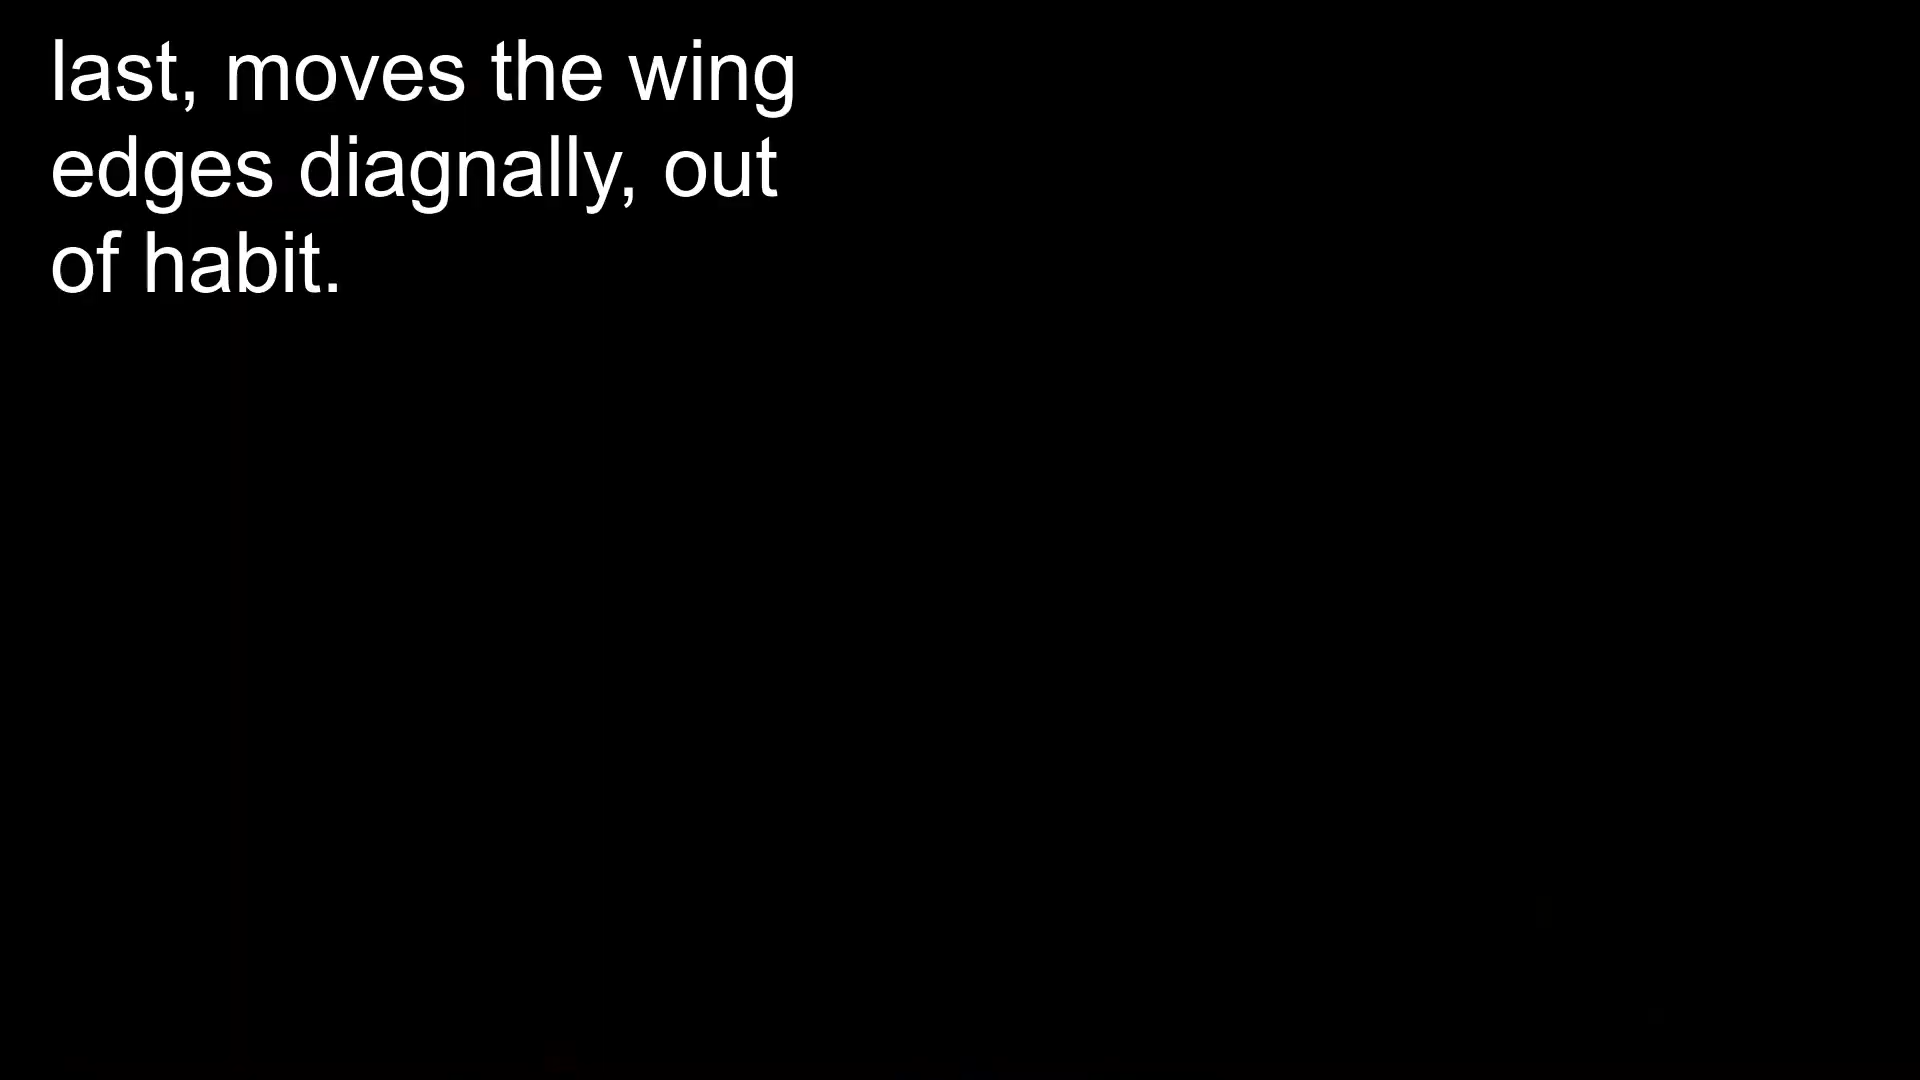 last, moves the wing
edges diagnally, out
of habit.